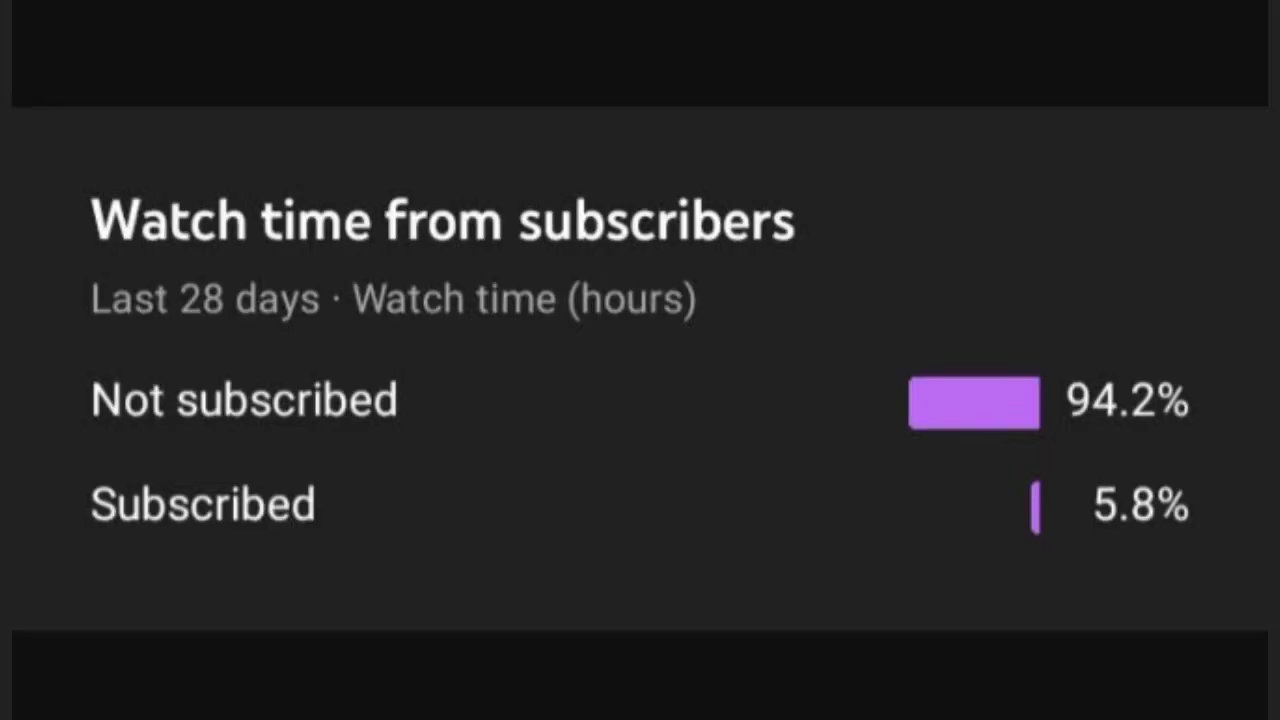 Watch time from subscribers
Last 28 days · Watch time (hours)
Not subscribed 94.2%
Subscribed 5.8%